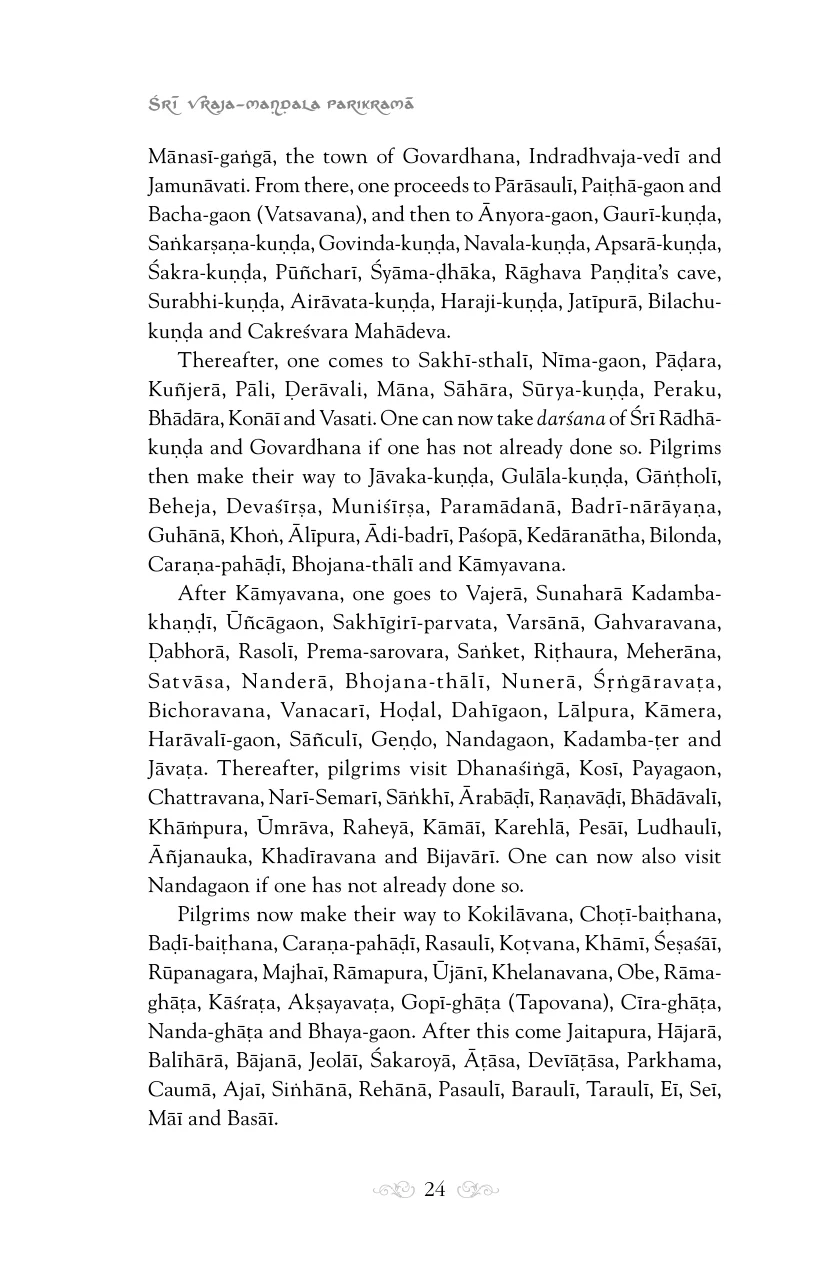 Śrī Vraja-maṇḍala Parikramā
Mānasī-gaṅgā, the town of Govardhana, Indradhvaja-vedī and
Jamunāvati. From there, one proceeds to Pārāsaulī, Paiṭhā-gaon and
Bacha-gaon (Vatsavana), and then to Ānyora-gaon, Gaurī-kuṇḍa,
Saṅkarṣaṇa-kuṇḍa, Govinda-kuṇḍa, Navala-kuṇḍa, Apsarā-kuṇḍa,
Śakra-kuṇḍa, Pūñcharī, Śyāma-ḍhāka, Rāghava Paṇḍita’s cave,
Surabhi-kuṇḍa, Airāvata-kuṇḍa, Haraji-kuṇḍa, Jatīpurā, Bilachu-
kuṇḍa and Cakreśvara Mahādeva.
Thereafter, one comes to Sakhī-sthalī, Nīma-gaon, Pāḍara,
Kuñjerā, Pāli, Ḍerāvali, Māna, Sāhāra, Sūrya-kuṇḍa, Peraku,
Bhādāra, Konāī and Vasati. One can now take darśana of Śrī Rādhā-
kuṇḍa and Govardhana if one has not already done so. Pilgrims
then make their way to Jāvaka-kuṇḍa, Gulāla-kuṇḍa, Gāṅṭholī,
Beheja, Devaśīrṣa, Muniśīrṣa, Paramādanā, Badrī-nārāyaṇa,
Guhānā, Khoṅ, Ālīpura, Ādi-badrī, Paśopā, Kedāranātha, Bilonda,
Caraṇa-pahāḍī, Bhojana-thālī and Kāmyavana.
After Kāmyavana, one goes to Vajerā, Sunaharā Kadamba-
khaṇḍī, Ūñcāgaon, Sakhīgirī-parvata, Varsānā, Gahvaravana,
Ḍabhorā, Rasolī, Prema-sarovara, Saṅket, Riṭhaura, Meherāna,
Satvāsa, Nanderā, Bhojana-thālī, Nunerā, Śṛṅgāravaṭa,
Bichoravana, Vanacarī, Hoḍal, Dahīgaon, Lālpura, Kāmera,
Harāvalī-gaon, Sāñculī, Geṇḍo, Nandagaon, Kadamba-ṭer and
Jāvaṭa. Thereafter, pilgrims visit Dhanaśiṅgā, Kosī, Payagaon,
Chattravana, Narī-Semarī, Sāṅkhī, Ārabāḍī, Raṇavāḍī, Bhādāvalī,
Khāṁpura, Ūmrāva, Raheyā, Kāmāī, Karehlā, Pesāī, Ludhaulī,
Āñjanauka, Khadīravana and Bijavārī. One can now also visit
Nandagaon if one has not already done so.
Pilgrims now make their way to Kokilāvana, Choṭī-baiṭhana,
Baḍī-baiṭhana, Caraṇa-pahāḍī, Rasaulī, Koṭvana, Khāmī, Śeṣaśāī,
Rūpanagara, Majhaī, Rāmapura, Ūjānī, Khelanavana, Obe, Rāma-
ghāṭa, Kāśraṭa, Akṣayavaṭa, Gopī-ghāṭa (Tapovana), Cīra-ghāṭa,
Nanda-ghāṭa and Bhaya-gaon. After this come Jaitapura, Hājarā,
Balīhārā, Bājanā, Jeolāī, Śakaroyā, Āṭāsa, Devīāṭāsa, Parkhama,
Caumā, Ajaī, Siṅhānā, Rehānā, Pasaulī, Baraulī, Taraulī, Eī, Seī,
Māī and Basāī.
24